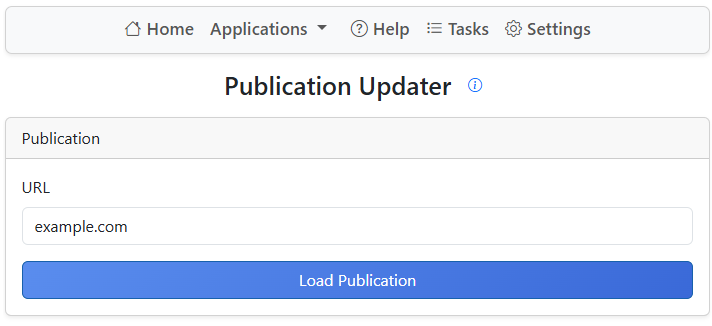 Home Applications Help Tasks Settings
Publication Updater
Publication
URL
example.com
Load Publication